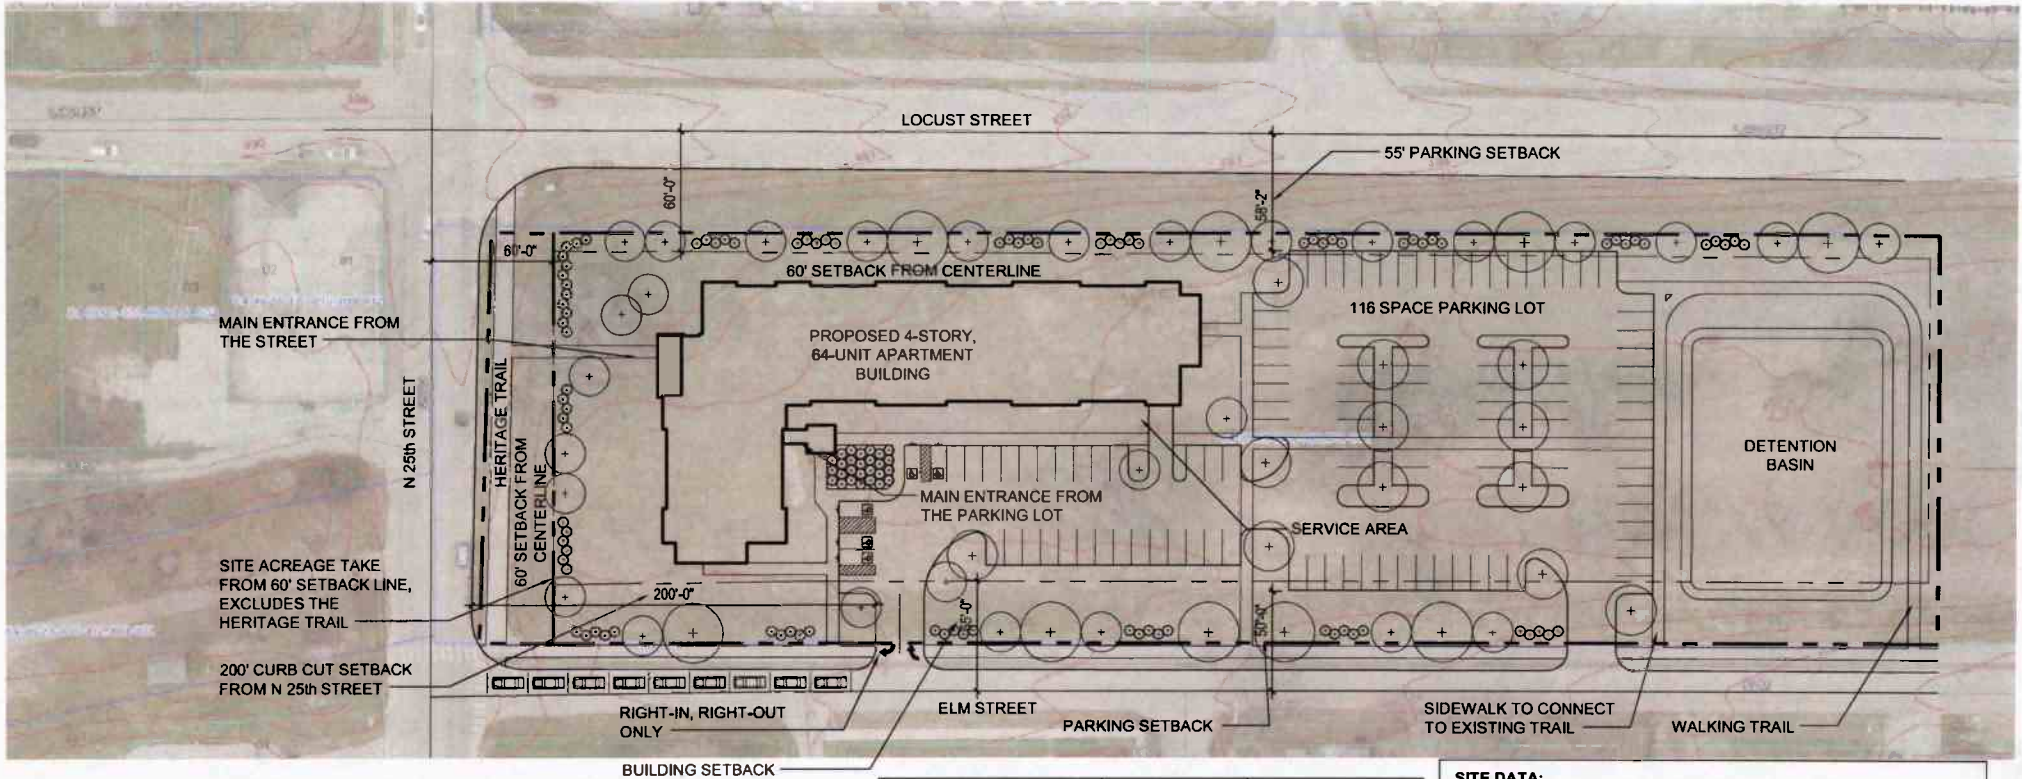 LOCUST STREET
55' PARKING SETBACK
60'-0"
58'-2"
60'-0"
60' SETBACK FROM CENTERLINE
116 SPACE PARKING LOT
MAIN ENTRANCE FROM
THE STREET
PROPOSED 4-STORY,
64-UNIT APARTMENT
BUILDING
N 25th STREET
HERITAGE TRAIL
60' SETBACK FROM
CENTERLINE
DETENTION
BASIN
MAIN ENTRANCE FROM
THE PARKING LOT
SERVICE AREA
SITE ACREAGE TAKE
FROM 60' SETBACK LINE,
EXCLUDES THE
HERITAGE TRAIL
200'-0"
50'-0"
200' CURB CUT SETBACK
FROM N 25th STREET
RIGHT-IN, RIGHT-OUT
ONLY
ELM STREET
PARKING SETBACK
SIDEWALK TO CONNECT
TO EXISTING TRAIL
WALKING TRAIL
BUILDING SETBACK
SITE DATA: